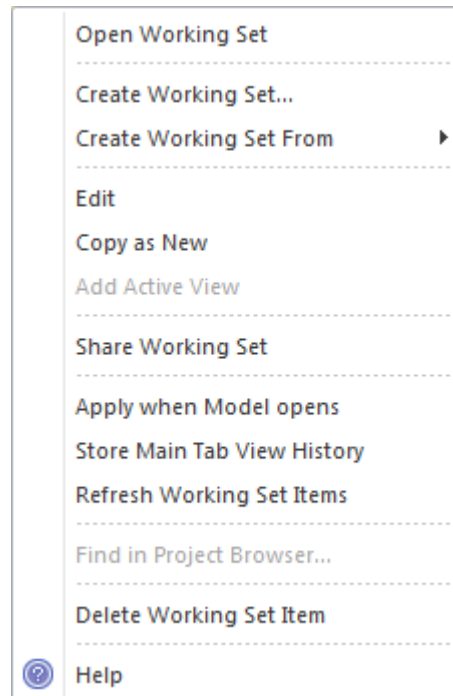 Open Working Set
Create Working Set...
Create Working Set From
Edit
Copy as New
Add Active View
Share Working Set
Apply when Model opens
Store Main Tab View History
Refresh Working Set Items
Find in Project Browser...
Delete Working Set Item
Help